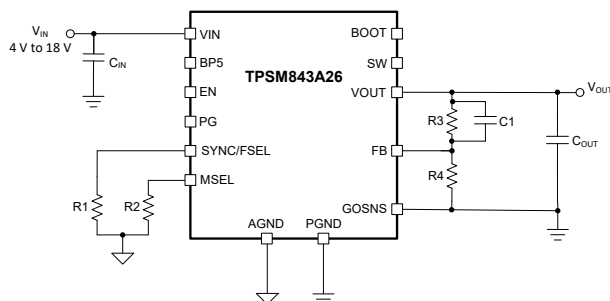 VIN
4 V to 18 V
CIN
VIN
BP5
EN
PG
SYNC/FSEL
MSEL
R1
R2
TPSM843A26
BOOT
SW
VOUT
FB
GOSNS
AGND
PGND
R3
C1
R4
VOUT
COUT